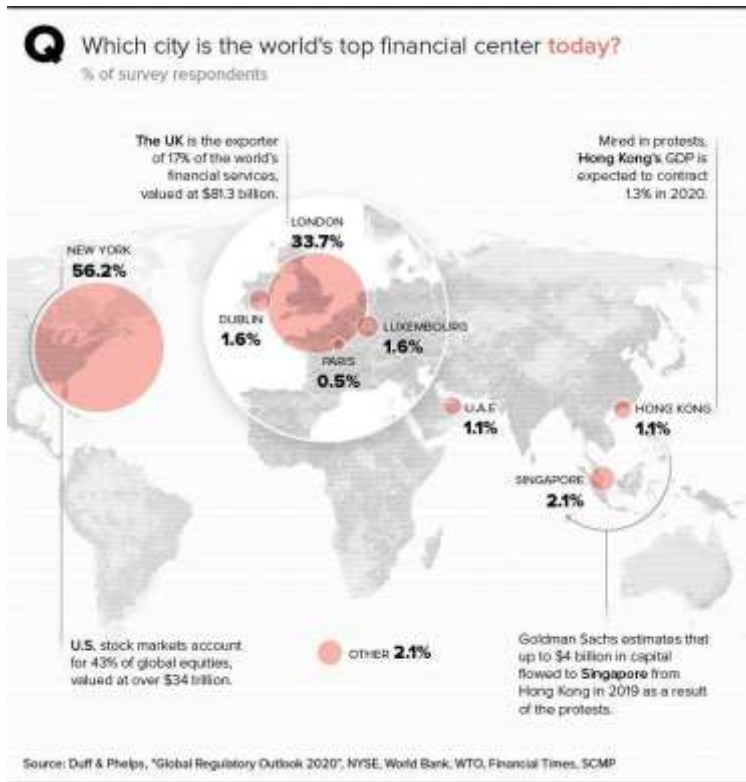 Q
Which city is the world's top financial center today?
% of survey respondents
The UK is the exporter
of 17% of the world's
financial services,
valued at $81.3 billion.
Mired in protests,
Hong Kong's GDP is
expected to contract
1.3% in 2020.
NEW YORK
56.2%
LONDON
33.7%
DUBLIN
1.6%
LUXEMBOURG
1.6%
PARIS
0.5%
U.A.E
1.1%
HONG KONG
1.1%
SINGAPORE
2.1%
U.S. stock markets account
for 43% of global equities,
valued at over $34 trillion.
OTHER 2.1%
Goldman Sachs estimates that
up to $4 billion in capital
flowed to Singapore from
Hong Kong in 2019 as a result
of the protests.
Source: Duff & Phelps, "Global Regulatory Outlook 2020", NYSE, World Bank, WTO, Financial Times, SCMP